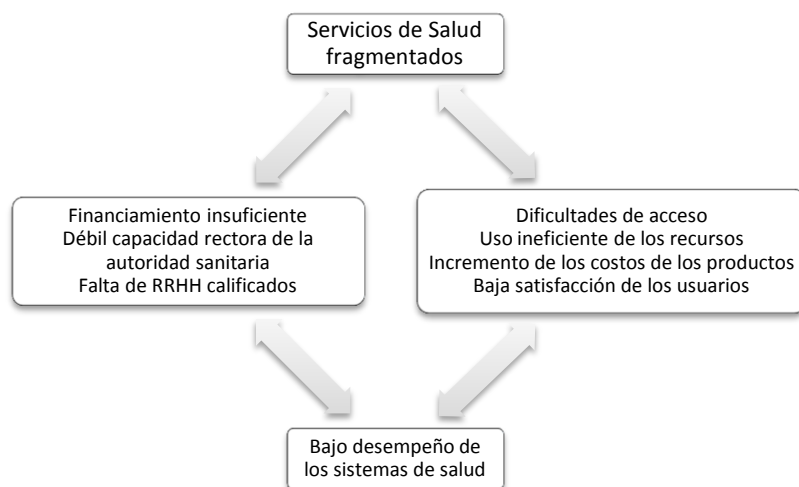 Servicios de Salud
fragmentados
Financiamiento insuficiente
Débil capacidad rectora de la
autoridad sanitaria
Falta de RRHH calificados
Dificultades de acceso
Uso ineficiente de los recursos
Incremento de los costos de los productos
Baja satisfacción de los usuarios
Bajo desempeño de
los sistemas de salud